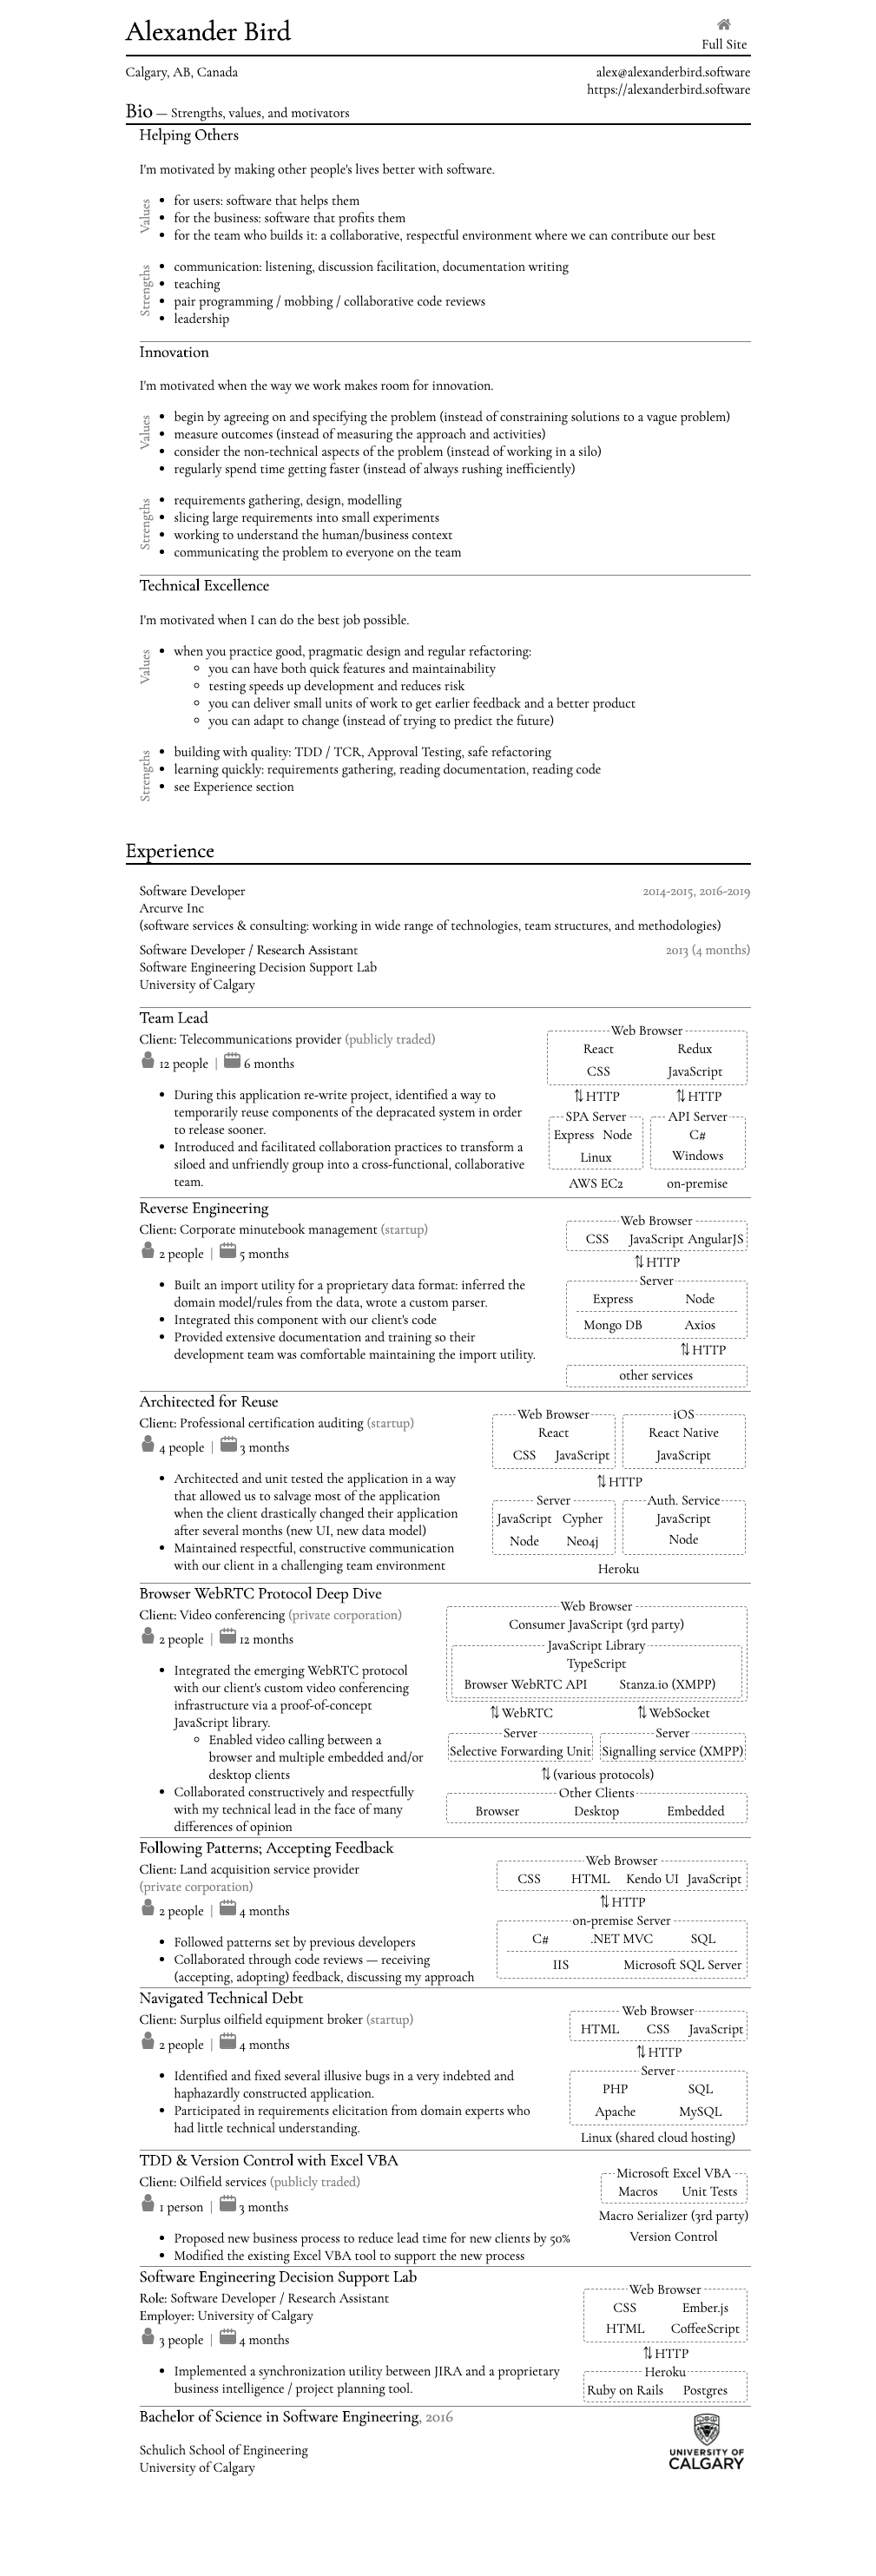 Alexander Bird
Full Site
Calgary, AB, Canada
alex@alexanderbird.software
https://alexanderbird.software
Bio — Strengths, values, and motivators
Helping Others
I'm motivated by making other people's lives better with software.
Values
• for users: software that helps them
• for the business: software that profits them
• for the team who builds it: a collaborative, respectful environment where we can contribute our best
Strengths
• communication: listening, discussion facilitation, documentation writing
• teaching
• pair programming / mobbing / collaborative code reviews
• leadership
Innovation
I'm motivated when the way we work makes room for innovation.
Values
• begin by agreeing on and specifying the problem (instead of constraining solutions to a vague problem)
• measure outcomes (instead of measuring the approach and activities)
• consider the non-technical aspects of the problem (instead of working in a silo)
• regularly spend time getting faster (instead of always rushing inefficiently)
Strengths
• requirements gathering, design, modelling
• slicing large requirements into small experiments
• working to understand the human/business context
• communicating the problem to everyone on the team
Technical Excellence
I'm motivated when I can do the best job possible.
Values
• when you practice good, pragmatic design and regular refactoring:
◦ you can have both quick features and maintainability
◦ testing speeds up development and reduces risk
◦ you can deliver small units of work to get earlier feedback and a better product
◦ you can adapt to change (instead of trying to predict the future)
Strengths
• building with quality: TDD / TCR, Approval Testing, safe refactoring
• learning quickly: requirements gathering, reading documentation, reading code
• see Experience section
Experience
Software Developer 2014-2015, 2016-2019
Arcurve Inc
(software services & consulting: working in wide range of technologies, team structures, and methodologies)
Software Developer / Research Assistant 2013 (4 months)
Software Engineering Decision Support Lab
University of Calgary
Team Lead
Client: Telecommunications provider (publicly traded)
12 people | 6 months
• During this application re-write project, identified a way to
temporarily reuse components of the depracated system in order
to release sooner.
• Introduced and facilitated collaboration practices to transform a
siloed and unfriendly group into a cross-functional, collaborative
team.
Web Browser
React Redux
CSS JavaScript
⇅ HTTP ⇅ HTTP
SPA Server API Server
Express Node C#
Linux Windows
AWS EC2 on-premise
Reverse Engineering
Client: Corporate minutebook management (startup)
2 people | 5 months
• Built an import utility for a proprietary data format: inferred the
domain model/rules from the data, wrote a custom parser.
• Integrated this component with our client's code
• Provided extensive documentation and training so their
development team was comfortable maintaining the import utility.
Web Browser
CSS JavaScript AngularJS
⇅ HTTP
Server
Express Node
Mongo DB Axios
⇅ HTTP
other services
Architected for Reuse
Client: Professional certification auditing (startup)
4 people | 3 months
• Architected and unit tested the application in a way
that allowed us to salvage most of the application
when the client drastically changed their application
after several months (new UI, new data model)
• Maintained respectful, constructive communication
with our client in a challenging team environment
Web Browser iOS
React React Native
CSS JavaScript JavaScript
⇅ HTTP
Server Auth. Service
JavaScript Cypher JavaScript
Node Neo4j Node
Heroku
Browser WebRTC Protocol Deep Dive
Client: Video conferencing (private corporation)
2 people | 12 months
• Integrated the emerging WebRTC protocol
with our client's custom video conferencing
infrastructure via a proof-of-concept
JavaScript library.
◦ Enabled video calling between a
browser and multiple embedded and/or
desktop clients
• Collaborated constructively and respectfully
with my technical lead in the face of many
differences of opinion
Web Browser
Consumer JavaScript (3rd party)
JavaScript Library
TypeScript
Browser WebRTC API Stanza.io (XMPP)
⇅ WebRTC ⇅ WebSocket
Server Server
Selective Forwarding Unit Signalling service (XMPP)
⇅ (various protocols)
Other Clients
Browser Desktop Embedded
Following Patterns; Accepting Feedback
Client: Land acquisition service provider
(private corporation)
2 people | 4 months
• Followed patterns set by previous developers
• Collaborated through code reviews — receiving
(accepting, adopting) feedback, discussing my approach
Web Browser
CSS HTML Kendo UI JavaScript
⇅ HTTP
on-premise Server
C# .NET MVC SQL
IIS Microsoft SQL Server
Navigated Technical Debt
Client: Surplus oilfield equipment broker (startup)
2 people | 4 months
• Identified and fixed several illusive bugs in a very indebted and
haphazardly constructed application.
• Participated in requirements elicitation from domain experts who
had little technical understanding.
Web Browser
HTML CSS JavaScript
⇅ HTTP
Server
PHP SQL
Apache MySQL
Linux (shared cloud hosting)
TDD & Version Control with Excel VBA
Client: Oilfield services (publicly traded)
1 person | 3 months
• Proposed new business process to reduce lead time for new clients by 50%
• Modified the existing Excel VBA tool to support the new process
Microsoft Excel VBA
Macros Unit Tests
Macro Serializer (3rd party)
Version Control
Software Engineering Decision Support Lab
Role: Software Developer / Research Assistant
Employer: University of Calgary
3 people | 4 months
• Implemented a synchronization utility between JIRA and a proprietary
business intelligence / project planning tool.
Web Browser
CSS Ember.js
HTML CoffeeScript
⇅ HTTP
Heroku
Ruby on Rails Postgres
Bachelor of Science in Software Engineering, 2016
Schulich School of Engineering
University of Calgary
UNIVERSITY OF
CALGARY